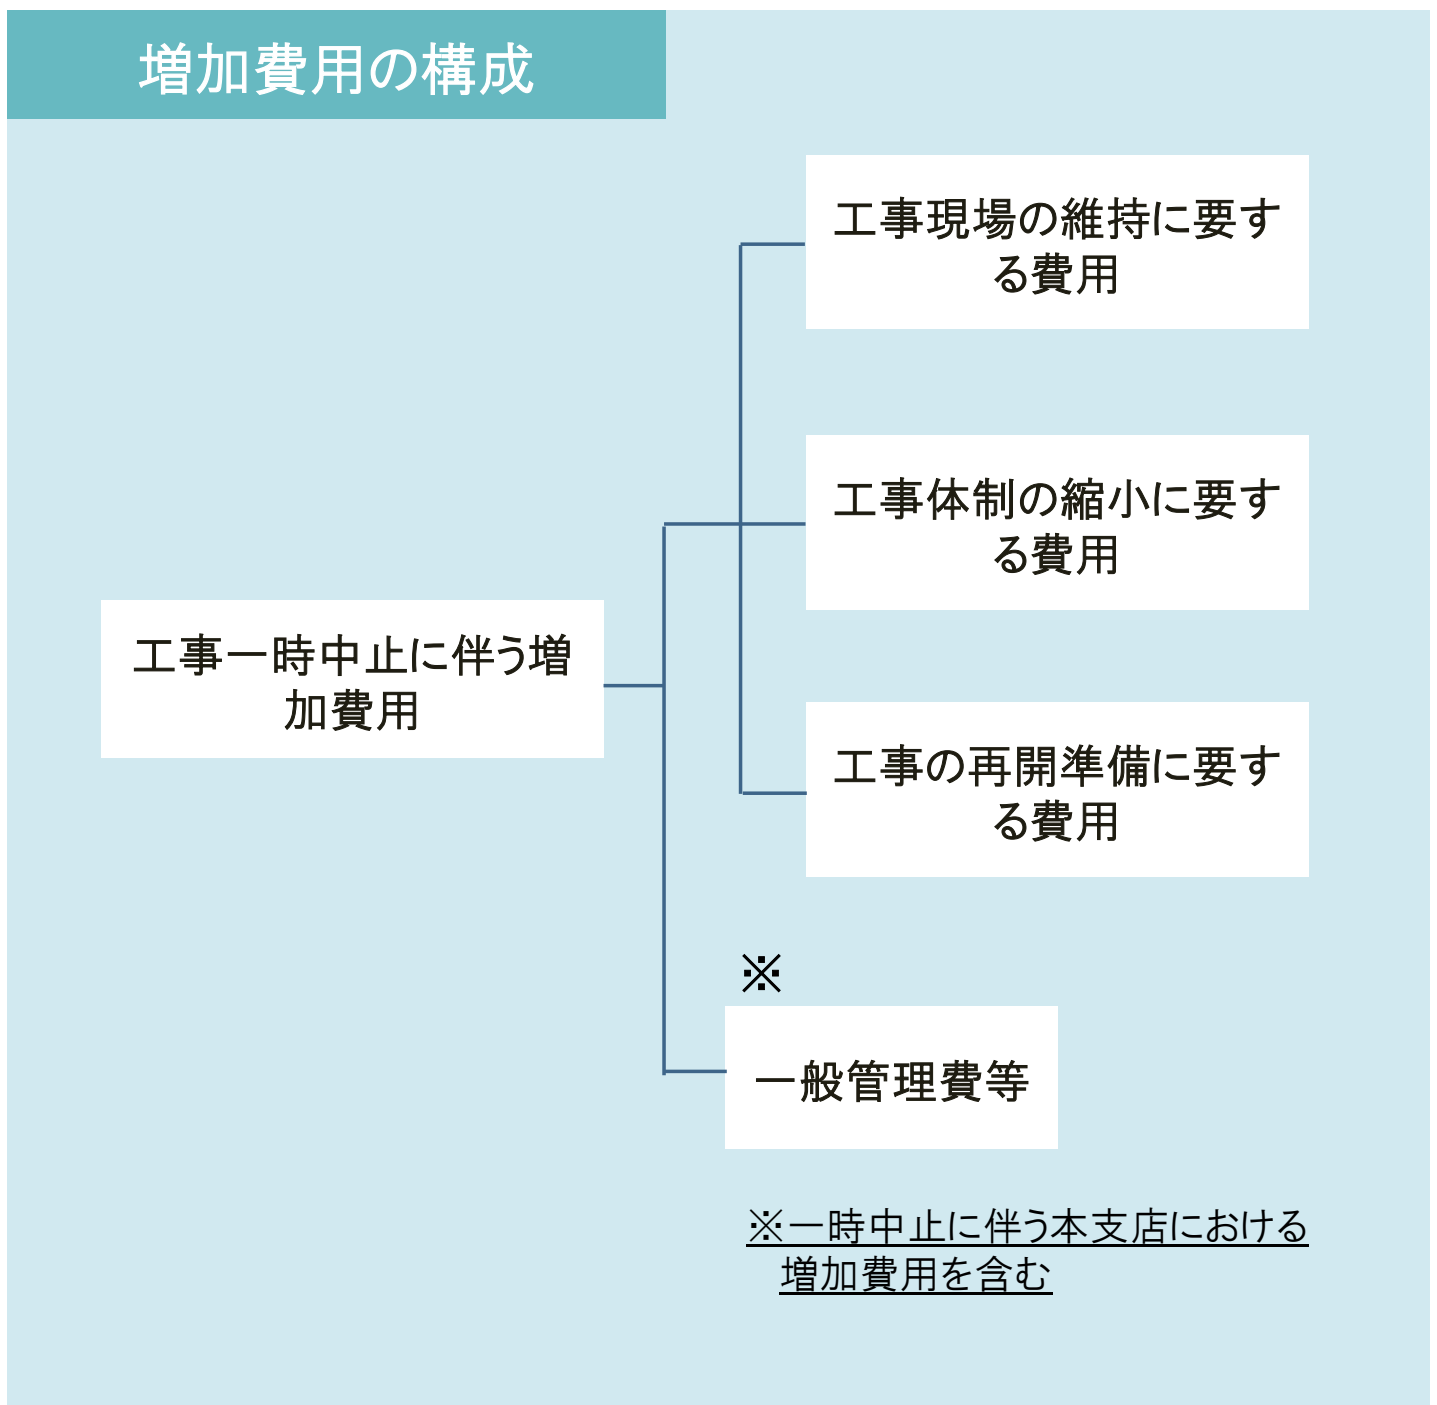 増加費用の構成
工事現場の維持に要す
る費用
工事体制の縮小に要す
る費用
工事一時中止に伴う増
加費用
工事の再開準備に要す
る費用
※
一般管理費等
※一時中止に伴う本支店における
増加費用を含む